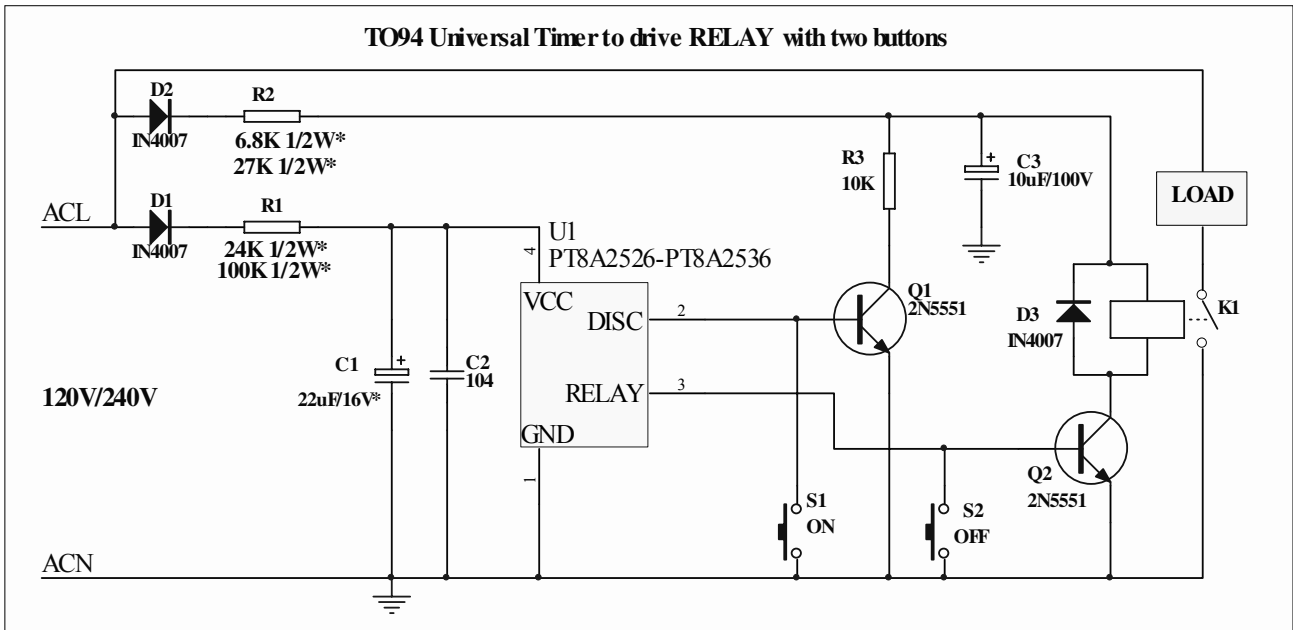 TO94 Universal Timer to drive RELAY with two buttons
D2
IN4007
R2
6.8K 1/2W*
27K 1/2W*
R3
10K
+
C3
10uF/100V
LOAD
ACL
D1
IN4007
R1
24K 1/2W*
100K 1/2W*
U1
PT8A2526-PT8A2536
4
VCC
DISC
2
Q1
2N5551
D3
IN4007
K1
C1
+
22uF/16V*
C2
104
120V/240V
RELAY
3
GND
1
Q2
2N5551
S1
ON
S2
OFF
ACN